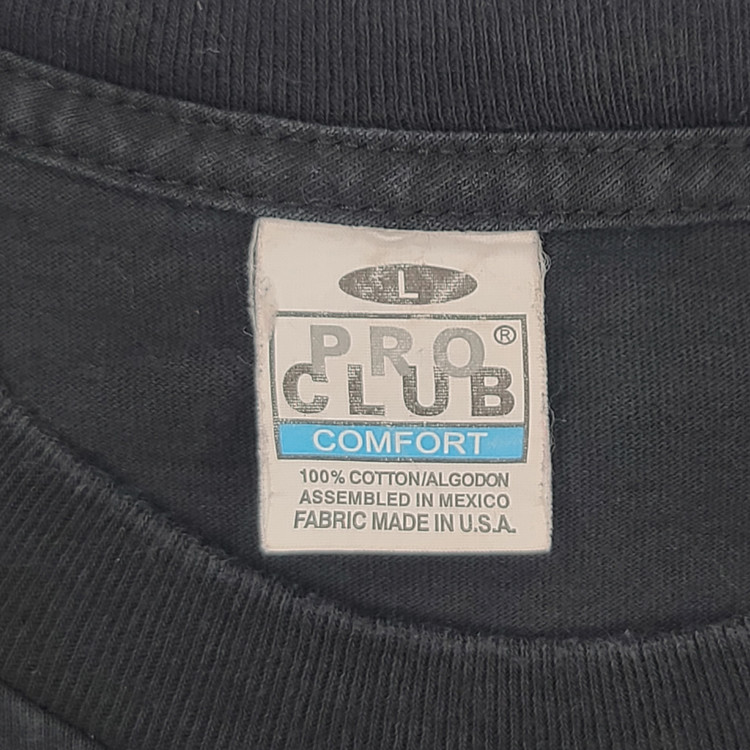 L
PRO®
CLUB
COMFORT
100% COTTON/ALGODON
ASSEMBLED IN MEXICO
FABRIC MADE IN U.S.A.